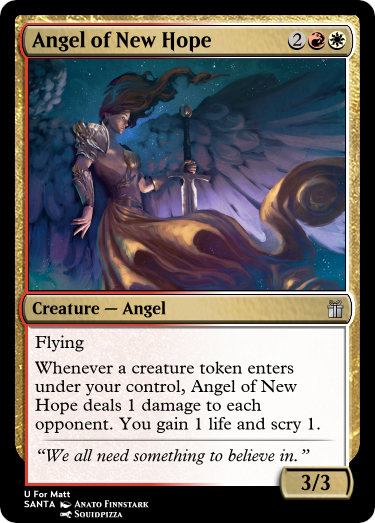 Angel of New Hope 2
Creature — Angel
Flying
Whenever a creature token enters
under your control, Angel of New
Hope deals 1 damage to each
opponent. You gain 1 life and scry 1.
“We all need something to believe in.”
3/3
U For Matt
SANTA Anato Finnstark
Squidpizza